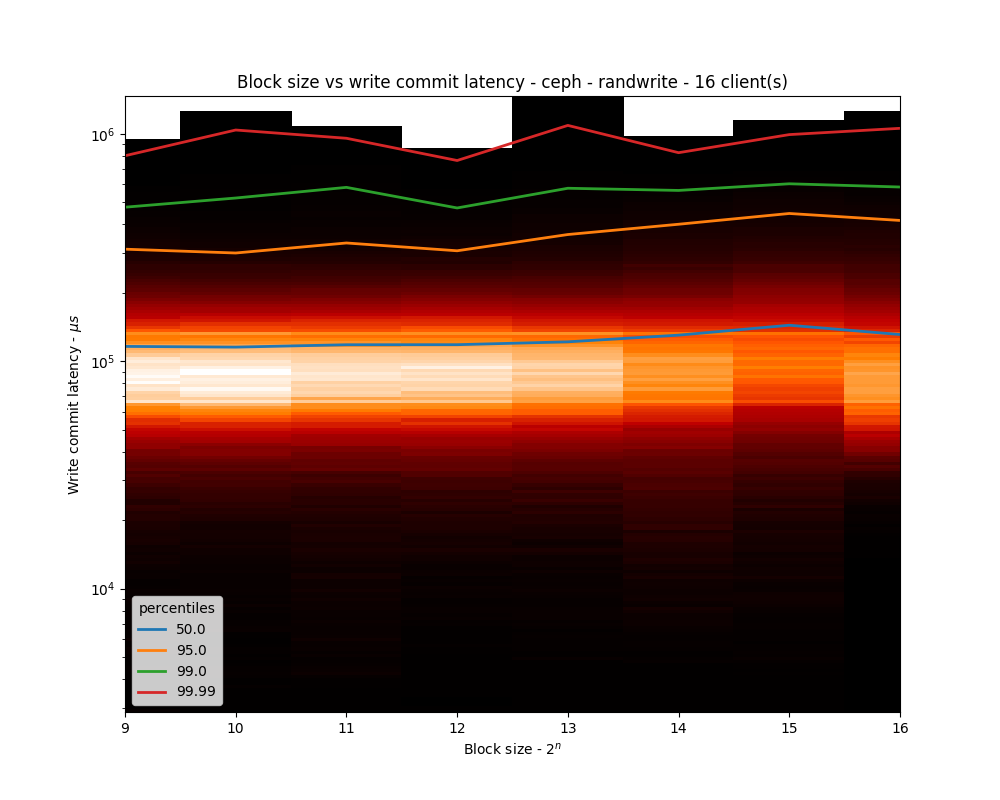 Block size vs write commit latency - ceph - randwrite - 16 client(s)
Write commit latency - μs
10⁶
10⁵
10⁴
percentiles
50.0
95.0
99.0
99.99
9 10 11 12 13 14 15 16
Block size - 2ⁿ